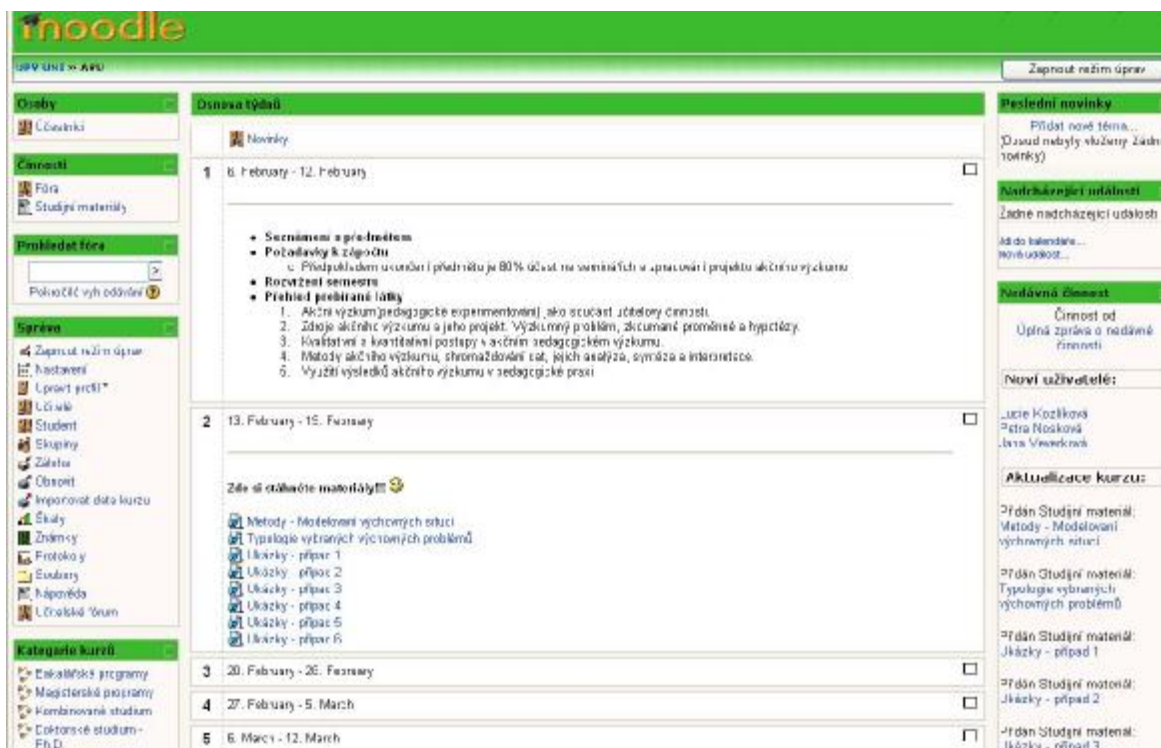 moodle
UPV UNI » APU
Zapnout režim úprav
Osoby
Účastníci
Činnosti
Fóra
Studijní materiály
Prohledat fóra
>
Pokročilé vyhledávání ?
Správa
Zapnout režim úprav
Nastavení
Upravit profil
Učitelé
Student
Skupiny
Záloha
Obnovit
Importovat data kurzu
Škály
Známky
Protokoly
Soubory
Nápověda
Učitelské fórum
Kategorie kurzů
Bakalářské programy
Magisterské programy
Kombinované studium
Doktorské studium -
Ph.D.
Osnova týdnů
Novinky
1 6. February - 12. February
• Seznámení s předmětem
• Požadavky k zápočtu
o Předpokladem ukončení předmětu je 80% účast na seminářích a zpracování projektu akčního výzkumu
• Rozvržení semestru
• Přehled probírané látky
1. Akční výzkum(pedagogické experimentování) jako součást učitelovy činnosti.
2. Zdroje akčního výzkumu a jeho projekt. Výzkumný problém, zkoumané proměnné a hypotézy.
3. Kvalitativní a kvantitativní postupy v akčním pedagogickém výzkumu.
4. Metody akčního výzkumu, shromažďování dat, jejich analýza, syntéza a interpretace.
5. Využití výsledků akčního výzkumu v pedagogické praxi
2 13. February - 19. February
Zde si stáhněte materiály!!!
Metody - Modelovaní výchovných situcí
Typologie vybraných výchovných problémů
Ukázky - případ 1
Ukázky - případ 2
Ukázky - případ 3
Ukázky - případ 4
Ukázky - případ 5
Ukázky - případ 6
3 20. February - 26. February
4 27. February - 5. March
5 6. March - 12. March
Poslední novinky
Přidat nové téma...
(Dosud nebyly vloženy žádn
novinky)
Nadcházející události
Žádné nadcházející události
Jdi do kalendáře...
Nová událost...
Nedávná činnost
Činnost od
Úplná zpráva o nedávné
činnosti
Noví uživatelé:
Lucie Kozlíková
Petra Nosková
Jana Veverková
Aktualizace kurzu:
Přidán Studijní materiál:
Metody - Modelovaní
výchovných situcí
Přidán Studijní materiál:
Typologie vybraných
výchovných problémů
Přidán Studijní materiál:
Ukázky - případ 1
Přidán Studijní materiál:
Ukázky - případ 2
Přidán Studijní materiál:
Ukázky - případ 3